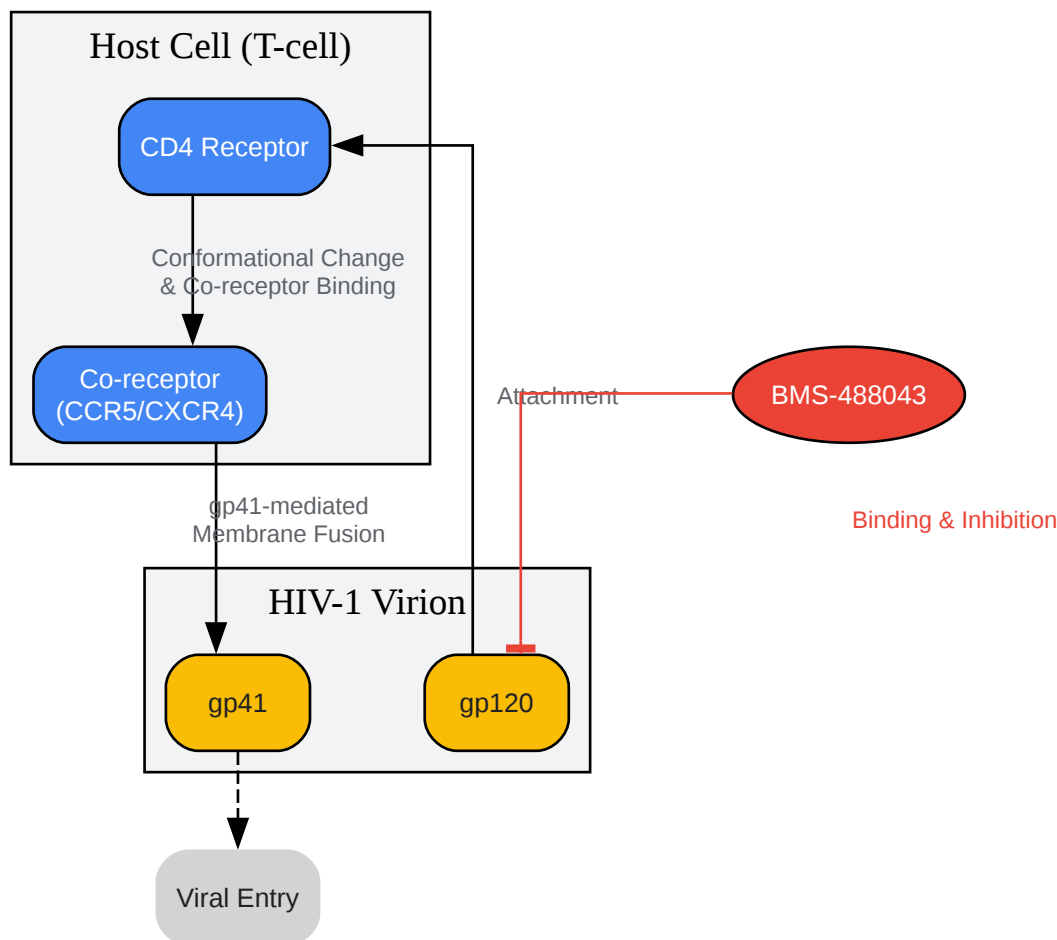 Host Cell (T-cell)
CD4 Receptor
Conformational Change
& Co-receptor Binding
Co-receptor
(CCR5/CXCR4)
Attachment
BMS-488043
gp41-mediated
Membrane Fusion
Binding & Inhibition
HIV-1 Virion
gp41
gp120
Viral Entry